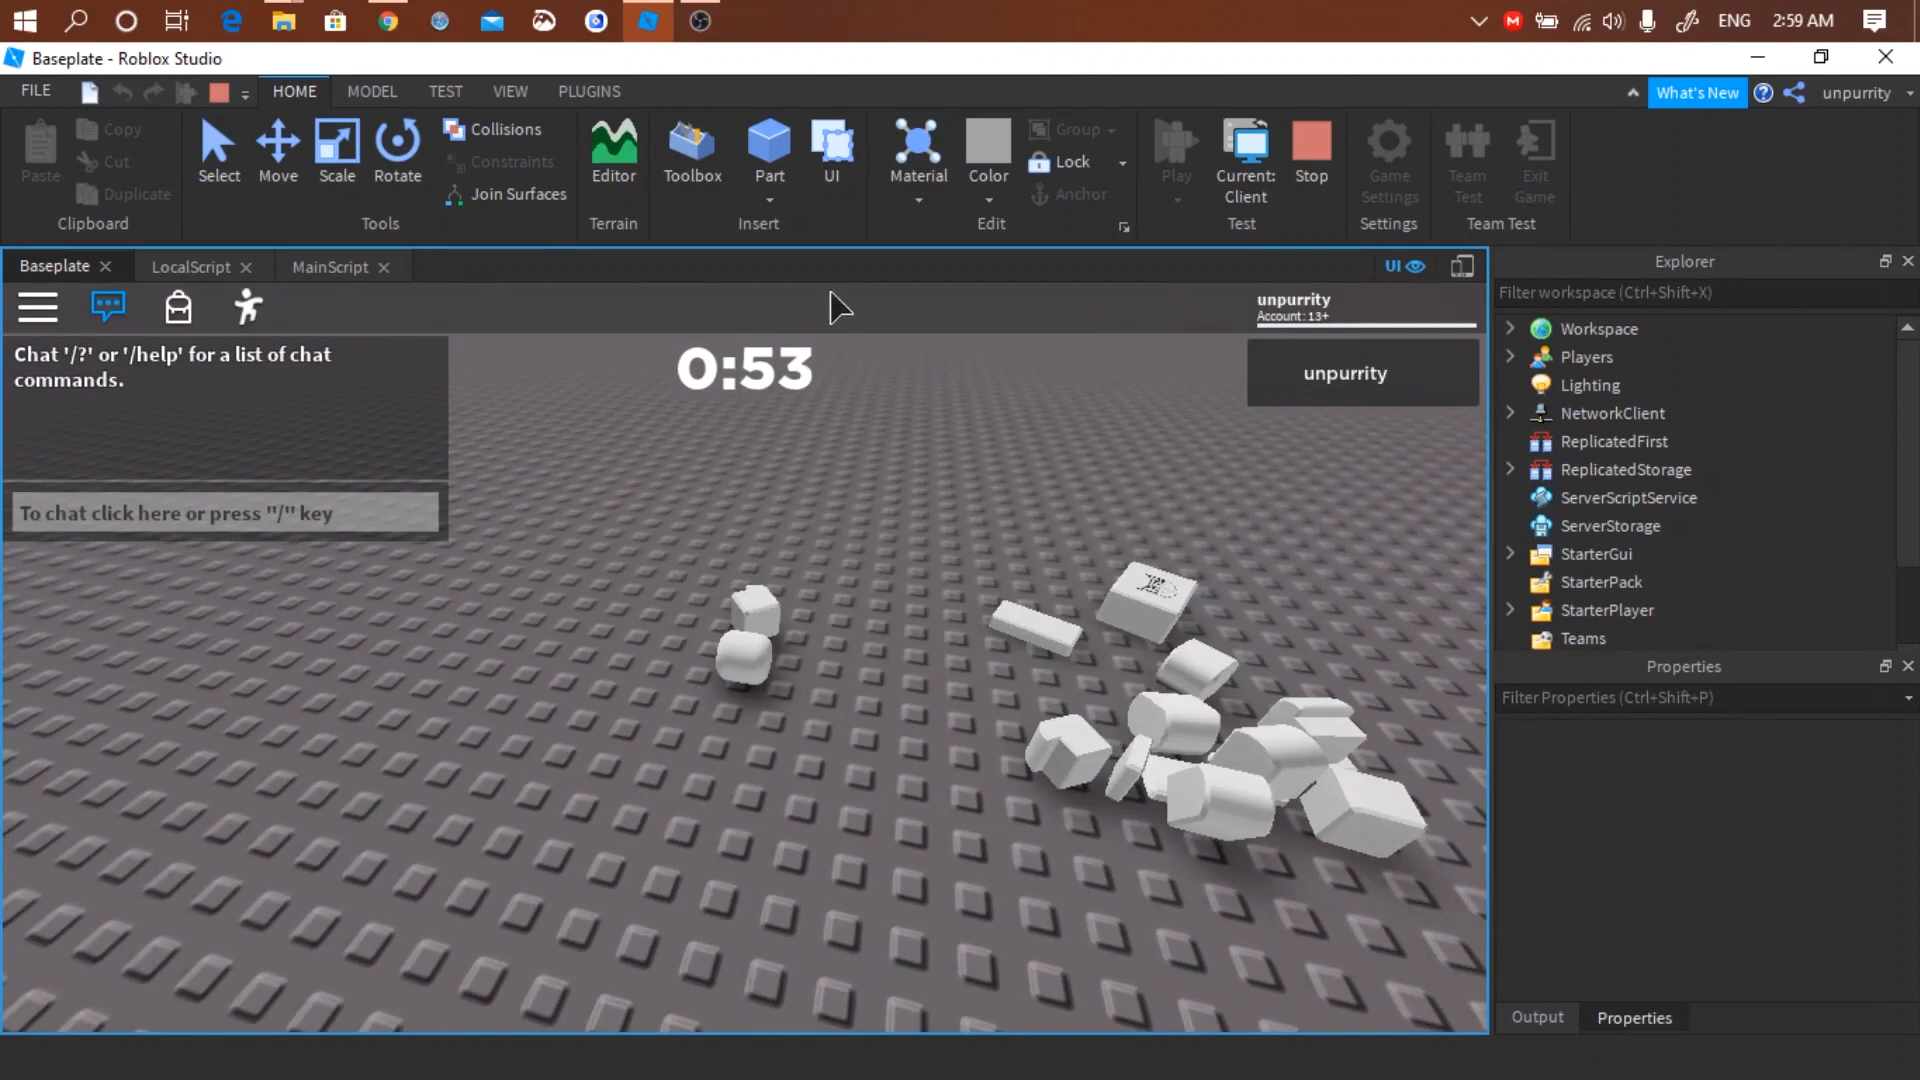 ENG
2:59 AM
Baseplate - Roblox Studio
FILE
HOME
MODEL
TEST
VIEW
PLUGINS
What's New
unpurrity
Paste
Copy
Cut
Duplicate
Clipboard
Select
Move
Scale
Rotate
Collisions
Constraints
Join Surfaces
Tools
Editor
Terrain
Toolbox
Part
UI
Insert
Material
Color
Group
Lock
Anchor
Edit
Play
Current:
Client
Stop
Test
Game
Settings
Settings
Team
Test
Exit
Game
Team Test
Baseplate
LocalScript
MainScript
UI
unpurrity
Account: 13+
Chat '/?' or '/help' for a list of chat
commands.
0:53
unpurrity
To chat click here or press "/" key
Explorer
Filter workspace (Ctrl+Shift+X)
Workspace
Players
Lighting
NetworkClient
ReplicatedFirst
ReplicatedStorage
ServerScriptService
ServerStorage
StarterGui
StarterPack
StarterPlayer
Teams
Properties
Filter Properties (Ctrl+Shift+P)
Output
Properties